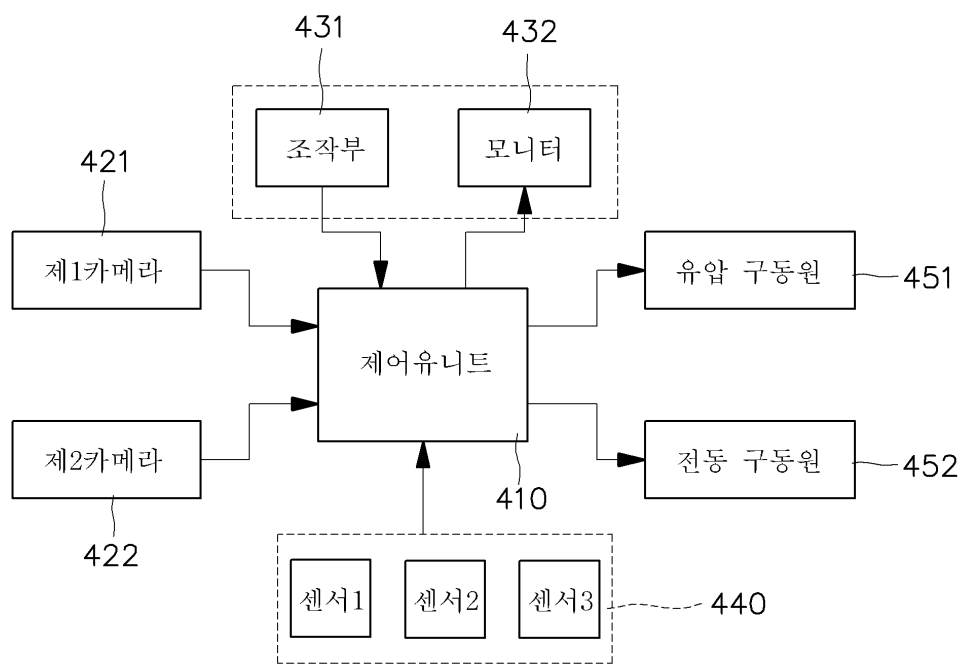 431
432
조작부
모니터
421
제1카메라
유압 구동원
451
제어유니트
제2카메라
전동 구동원
452
410
422
센서1
센서2
센서3
440